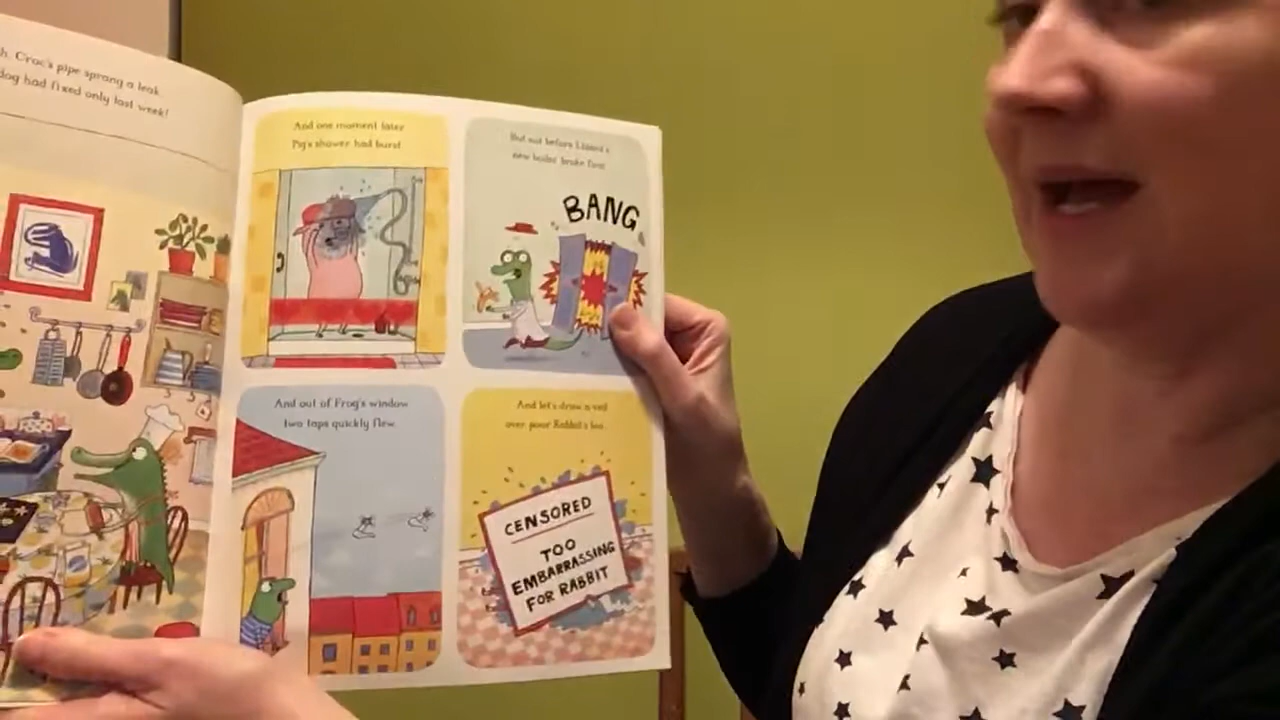 h. Croc's pipe sprang a leak
dog had fixed only last week!
And one moment later
Pig's shower had burst
But not before Lizard's
new boiler broke first
BANG
And out of Frog's window
two taps quickly flew
And let's draw a veil
over poor Rabbit's loo
CENSORED
TOO
EMBARRASSING
FOR RABBIT